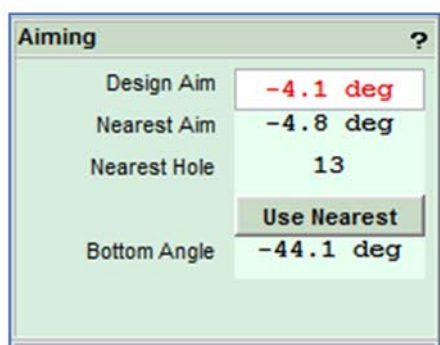 Aiming ?
Design Aim -4.1 deg
Nearest Aim -4.8 deg
Nearest Hole 13
Use Nearest
Bottom Angle -44.1 deg